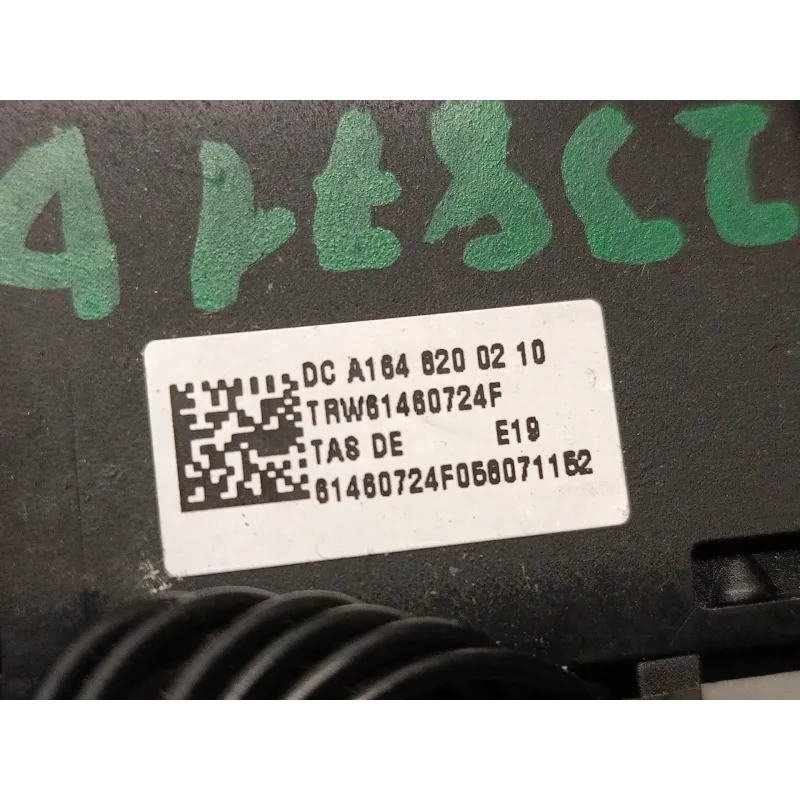 DC A164 820 02 10
TRW61460724F
TAS DE E19
61460724F056071152